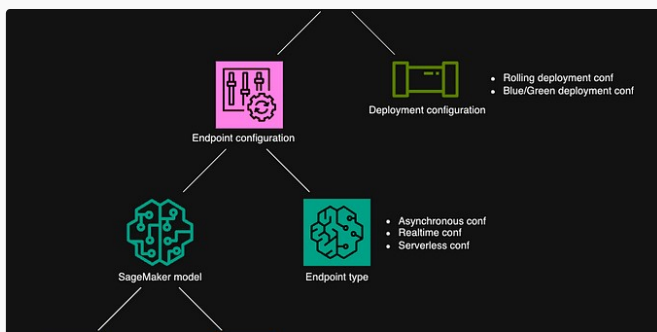 Endpoint configuration
Deployment configuration
• Rolling deployment conf
• Blue/Green deployment conf
SageMaker model
Endpoint type
• Asynchronous conf
• Realtime conf
• Serverless conf